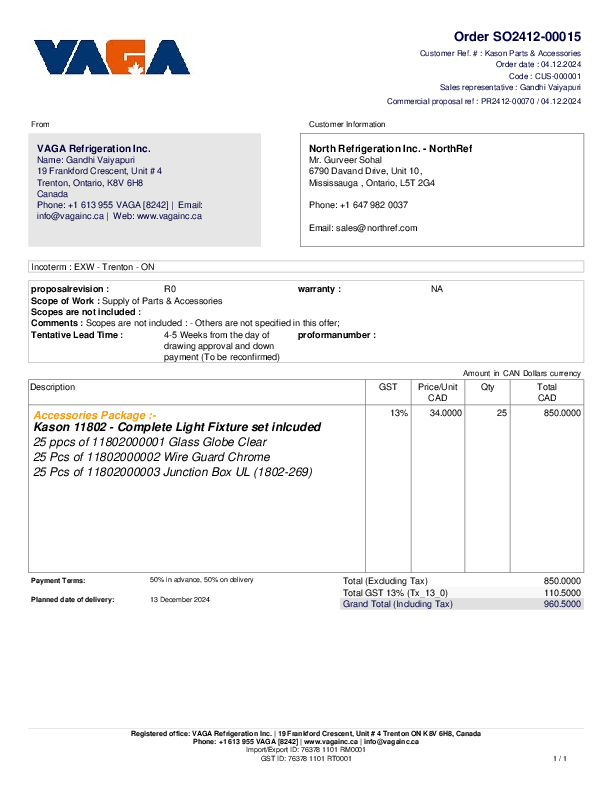 VAGA
Order SO2412-00015
Customer Ref. # : Kason Parts & Accessories
Order date : 04.12.2024
Code : CUS-000001
Sales representative : Gandhi Vaiyapuri
Commercial proposal ref : PR2412-00070 / 04.12.2024
From
VAGA Refrigeration Inc.
Name: Gandhi Vaiyapuri
19 Frankford Crescent, Unit # 4
Trenton, Ontario, K8V 6H8
Canada
Phone: +1 613 955 VAGA [8242] | Email:
info@vagainc.ca | Web: www.vagainc.ca
Customer Information
North Refrigeration Inc. - NorthRef
Mr. Gurveer Sohal
6790 Davand Drive, Unit 10,
Mississauga , Ontario, L5T 2G4
Phone: +1 647 982 0037
Email: sales@northref.com
Incoterm : EXW - Trenton - ON
proposalrevision : R0 warranty : NA
Scope of Work : Supply of Parts & Accessories
Scopes are not included :
Comments : Scopes are not included : - Others are not specified in this offer;
Tentative Lead Time : 4-5 Weeks from the day of proformanumber :
drawing approval and down
payment (To be reconfirmed)
Amount in CAN Dollars currency
Description GST Price/Unit Qty Total
CAD CAD
Accessories Package :- 13% 34.0000 25 850.0000
Kason 11802 - Complete Light Fixture set inlcuded
25 ppcs of 11802000001 Glass Globe Clear
25 Pcs of 11802000002 Wire Guard Chrome
25 Pcs of 11802000003 Junction Box UL (1802-269)
Payment Terms: 50% in advance, 50% on delivery
Planned date of delivery: 13 December 2024
Total (Excluding Tax) 850.0000
Total GST 13% (Tx_13_0) 110.5000
Grand Total (Including Tax) 960.5000
Registered office: VAGA Refrigeration Inc. | 19 Frankford Crescent, Unit # 4 Trenton ON K8V 6H8, Canada
Phone: +1 613 955 VAGA [8242] | www.vagainc.ca | info@vagainc.ca
Import/Export ID: 76378 1101 RM0001
GST ID: 76378 1101 RT0001
1 / 1